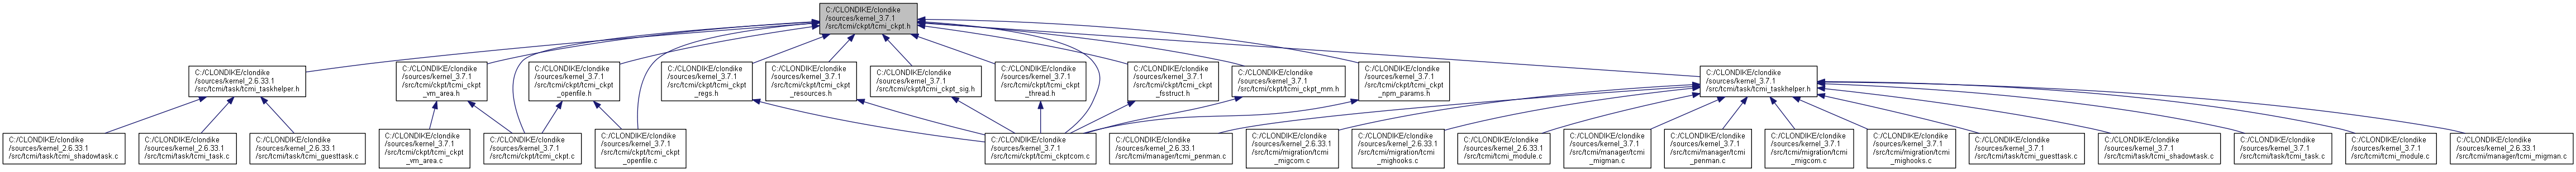 C:/CLONDIKE/clondike
/sources/kernel_3.7.1
/src/tcmi/ckpt/tcmi_ckpt.h
C:/CLONDIKE/clondike
/sources/kernel_2.6.33.1
/src/tcmi/task/tcmi_taskhelper.h
C:/CLONDIKE/clondike
/sources/kernel_3.7.1
/src/tcmi/ckpt/tcmi_ckpt
_vm_area.h
C:/CLONDIKE/clondike
/sources/kernel_3.7.1
/src/tcmi/ckpt/tcmi_ckpt
_openfile.h
C:/CLONDIKE/clondike
/sources/kernel_3.7.1
/src/tcmi/ckpt/tcmi_ckpt
_regs.h
C:/CLONDIKE/clondike
/sources/kernel_3.7.1
/src/tcmi/ckpt/tcmi_ckpt
_resources.h
C:/CLONDIKE/clondike
/sources/kernel_3.7.1
/src/tcmi/ckpt/tcmi_ckpt_sig.h
C:/CLONDIKE/clondike
/sources/kernel_3.7.1
/src/tcmi/ckpt/tcmi_ckpt
_thread.h
C:/CLONDIKE/clondike
/sources/kernel_3.7.1
/src/tcmi/ckpt/tcmi_ckpt
_fsstruct.h
C:/CLONDIKE/clondike
/sources/kernel_3.7.1
/src/tcmi/ckpt/tcmi_ckpt_mm.h
C:/CLONDIKE/clondike
/sources/kernel_3.7.1
/src/tcmi/ckpt/tcmi_ckpt
_npm_params.h
C:/CLONDIKE/clondike
/sources/kernel_3.7.1
/src/tcmi/task/tcmi_taskhelper.h
C:/CLONDIKE/clondike
/sources/kernel_2.6.33.1
/src/tcmi/task/tcmi_shadowtask.c
C:/CLONDIKE/clondike
/sources/kernel_2.6.33.1
/src/tcmi/task/tcmi_task.c
C:/CLONDIKE/clondike
/sources/kernel_2.6.33.1
/src/tcmi/task/tcmi_guesttask.c
C:/CLONDIKE/clondike
/sources/kernel_3.7.1
/src/tcmi/ckpt/tcmi_ckpt
_vm_area.c
C:/CLONDIKE/clondike
/sources/kernel_3.7.1
/src/tcmi/ckpt/tcmi_ckpt.c
C:/CLONDIKE/clondike
/sources/kernel_3.7.1
/src/tcmi/ckpt/tcmi_ckpt
_openfile.c
C:/CLONDIKE/clondike
/sources/kernel_3.7.1
/src/tcmi/ckpt/tcmi_ckptcom.c
C:/CLONDIKE/clondike
/sources/kernel_2.6.33.1
/src/tcmi/manager/tcmi_penman.c
C:/CLONDIKE/clondike
/sources/kernel_2.6.33.1
/src/tcmi/migration/tcmi
_migcom.c
C:/CLONDIKE/clondike
/sources/kernel_2.6.33.1
/src/tcmi/migration/tcmi
_mighooks.c
C:/CLONDIKE/clondike
/sources/kernel_2.6.33.1
/src/tcmi/tcmi_module.c
C:/CLONDIKE/clondike
/sources/kernel_3.7.1
/src/tcmi/manager/tcmi
_migman.c
C:/CLONDIKE/clondike
/sources/kernel_3.7.1
/src/tcmi/manager/tcmi
_penman.c
C:/CLONDIKE/clondike
/sources/kernel_3.7.1
/src/tcmi/migration/tcmi
_migcom.c
C:/CLONDIKE/clondike
/sources/kernel_3.7.1
/src/tcmi/migration/tcmi
_mighooks.c
C:/CLONDIKE/clondike
/sources/kernel_3.7.1
/src/tcmi/task/tcmi_guesttask.c
C:/CLONDIKE/clondike
/sources/kernel_3.7.1
/src/tcmi/task/tcmi_shadowtask.c
C:/CLONDIKE/clondike
/sources/kernel_3.7.1
/src/tcmi/task/tcmi_task.c
C:/CLONDIKE/clondike
/sources/kernel_3.7.1
/src/tcmi/tcmi_module.c
C:/CLONDIKE/clondike
/sources/kernel_2.6.33.1
/src/tcmi/manager/tcmi_migman.c